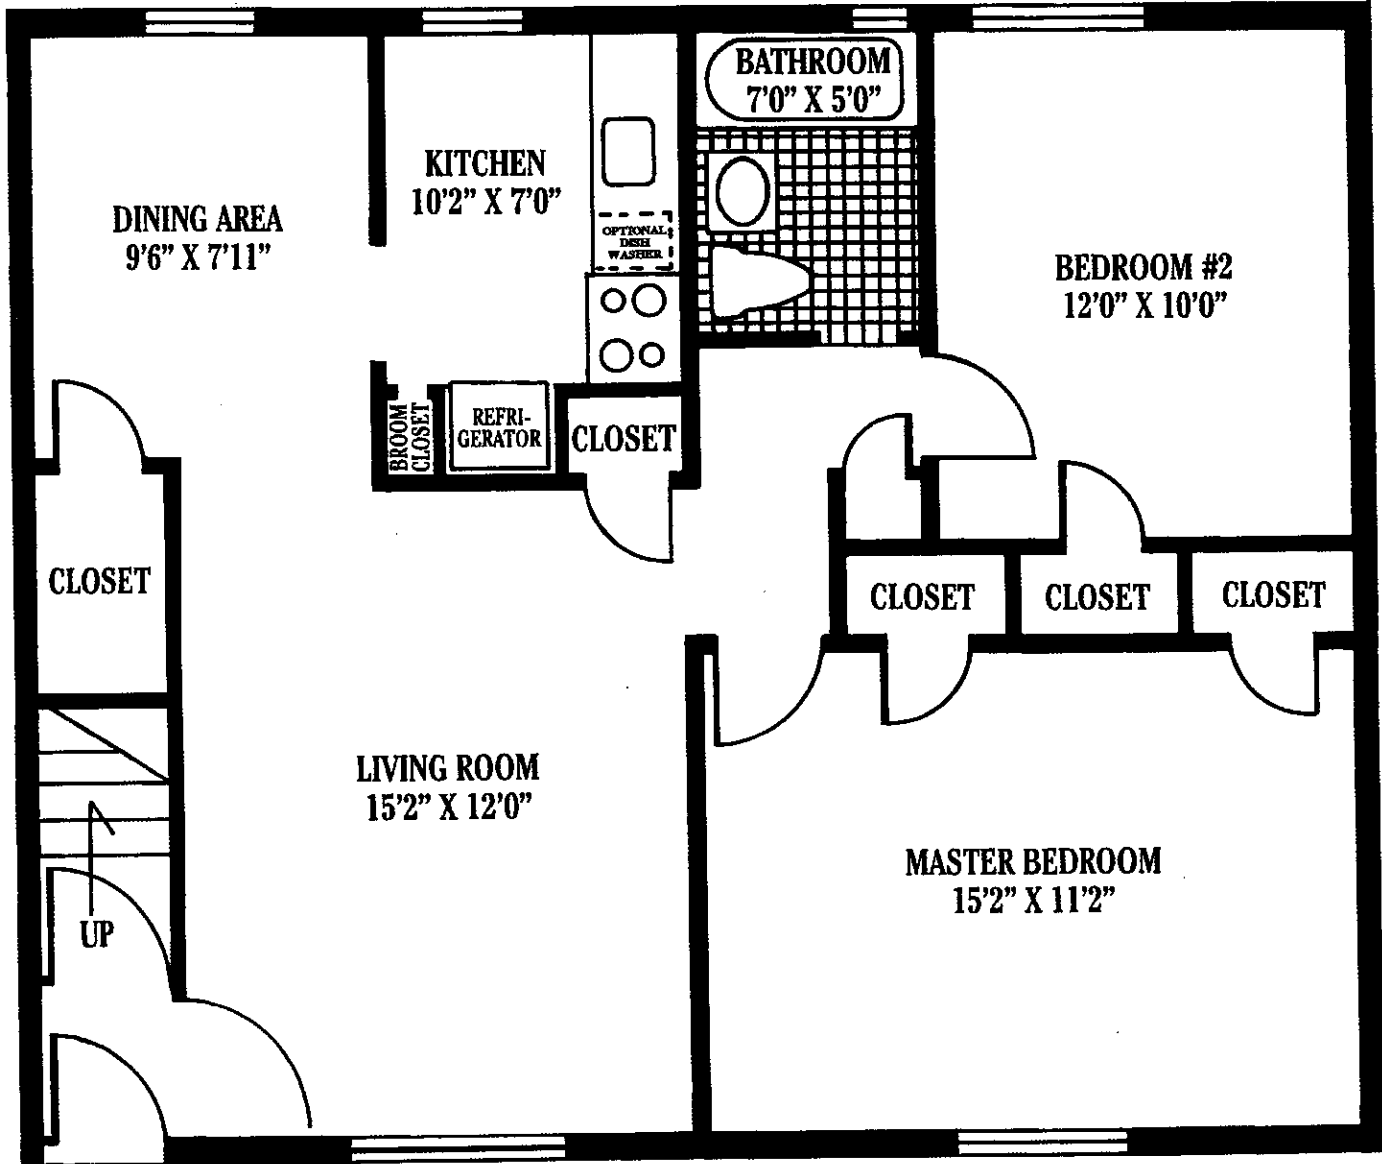 BATHROOM
7'0" X 5'0"
KITCHEN
10'2" X 7'0"
DINING AREA
9'6" X 7'11"
OPTIONAL
DISH
WASHER
BEDROOM #2
12'0" X 10'0"
BROOM
CLOSET
REFRI-
GERATOR
CLOSET
CLOSET
CLOSET
CLOSET
CLOSET
LIVING ROOM
15'2" X 12'0"
MASTER BEDROOM
15'2" X 11'2"
UP